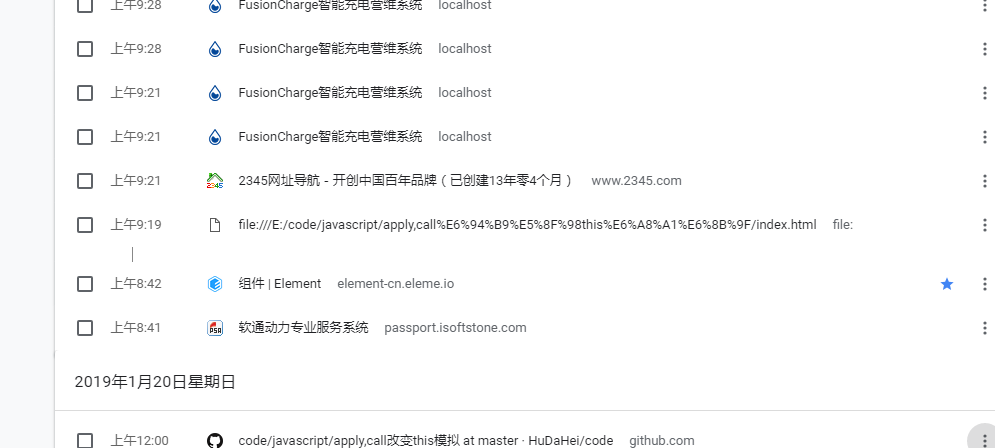 上午9:28 FusionCharge智能充电营维系统 localhost
上午9:28 FusionCharge智能充电营维系统 localhost
上午9:21 FusionCharge智能充电营维系统 localhost
上午9:21 FusionCharge智能充电营维系统 localhost
上午9:21 2345 2345网址导航 - 开创中国百年品牌（已创建13年零4个月） www.2345.com
上午9:19 file:///E:/code/javascript/apply,call%E6%94%B9%E5%8F%98this%E6%A8%A1%E6%8B%9F/index.html file:
上午8:42 组件 | Element element-cn.eleme.io
上午8:41 PSA 软通动力专业服务系统 passport.isoftstone.com
2019年1月20日星期日
上午12:00 code/javascript/apply,call改变this模拟 at master · HuDaHei/code github.com